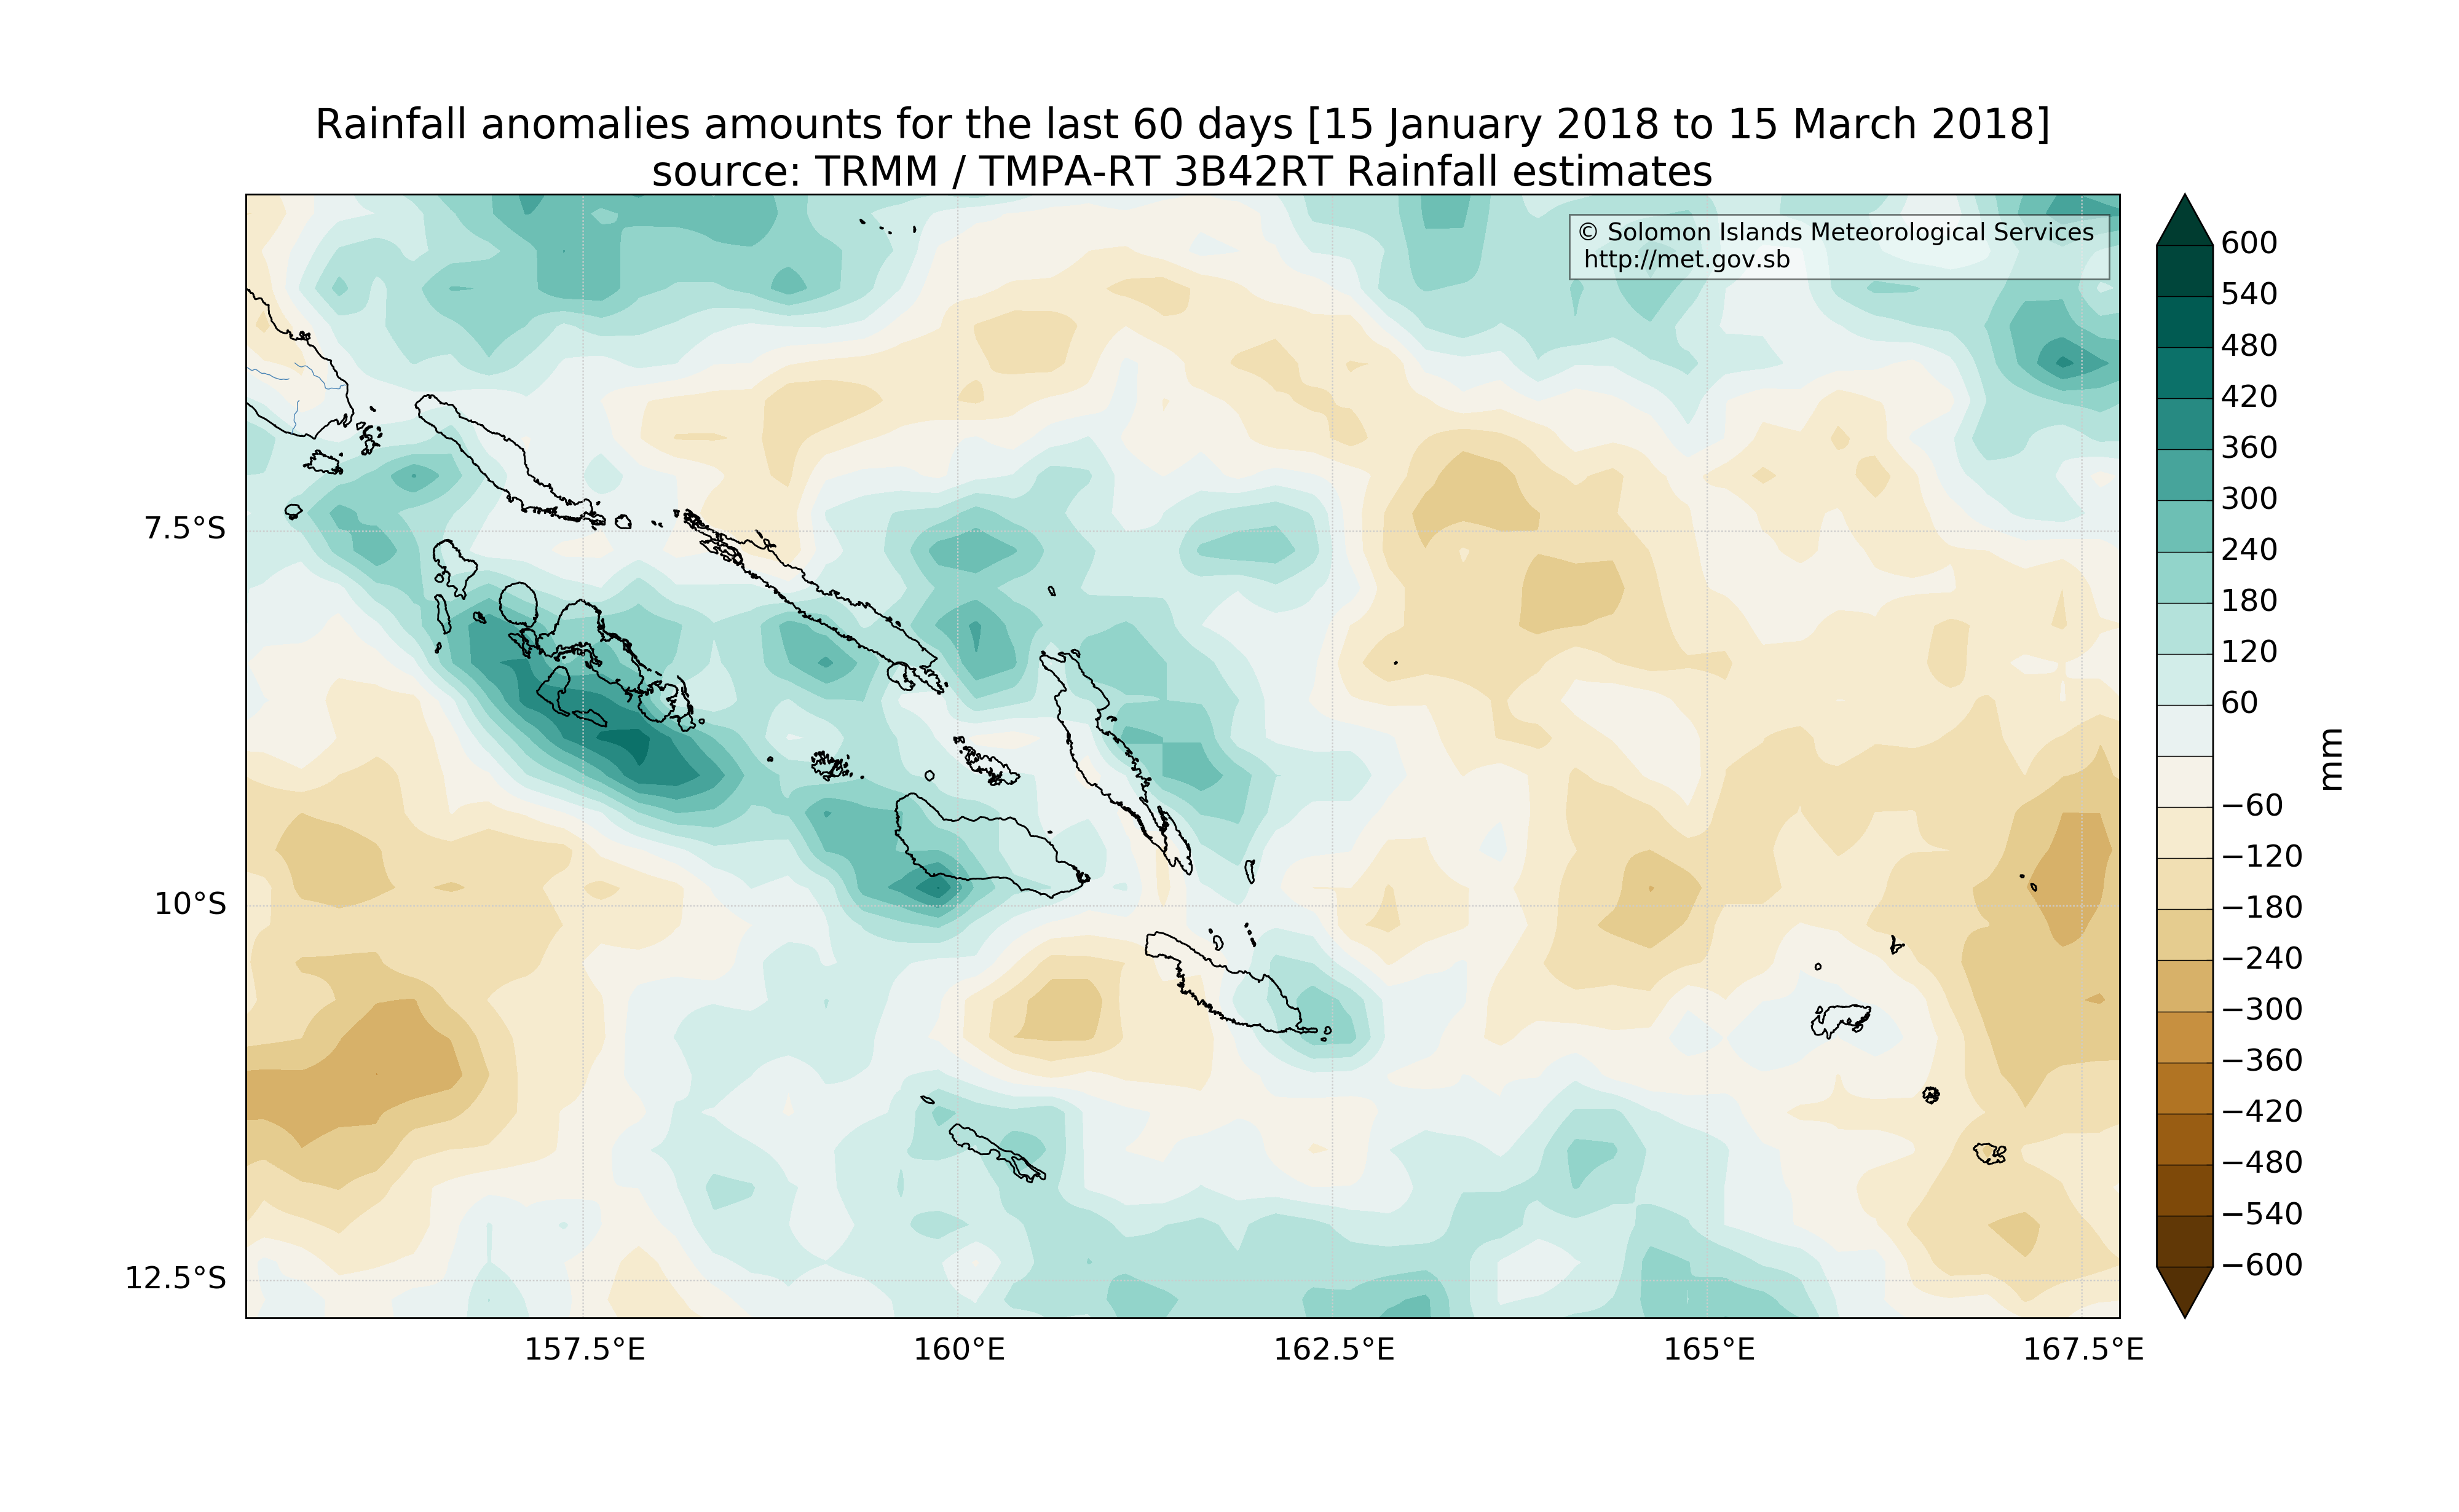 Rainfall anomalies amounts for the last 60 days [15 January 2018 to 15 March 2018]
source: TRMM / TMPA-RT 3B42RT Rainfall estimates
© Solomon Islands Meteorological Services
http://met.gov.sb
7.5°S
10°S
12.5°S
157.5°E
160°E
162.5°E
165°E
167.5°E
600
540
480
420
360
300
240
180
120
60
−60
−120
−180
−240
−300
−360
−420
−480
−540
−600
mm